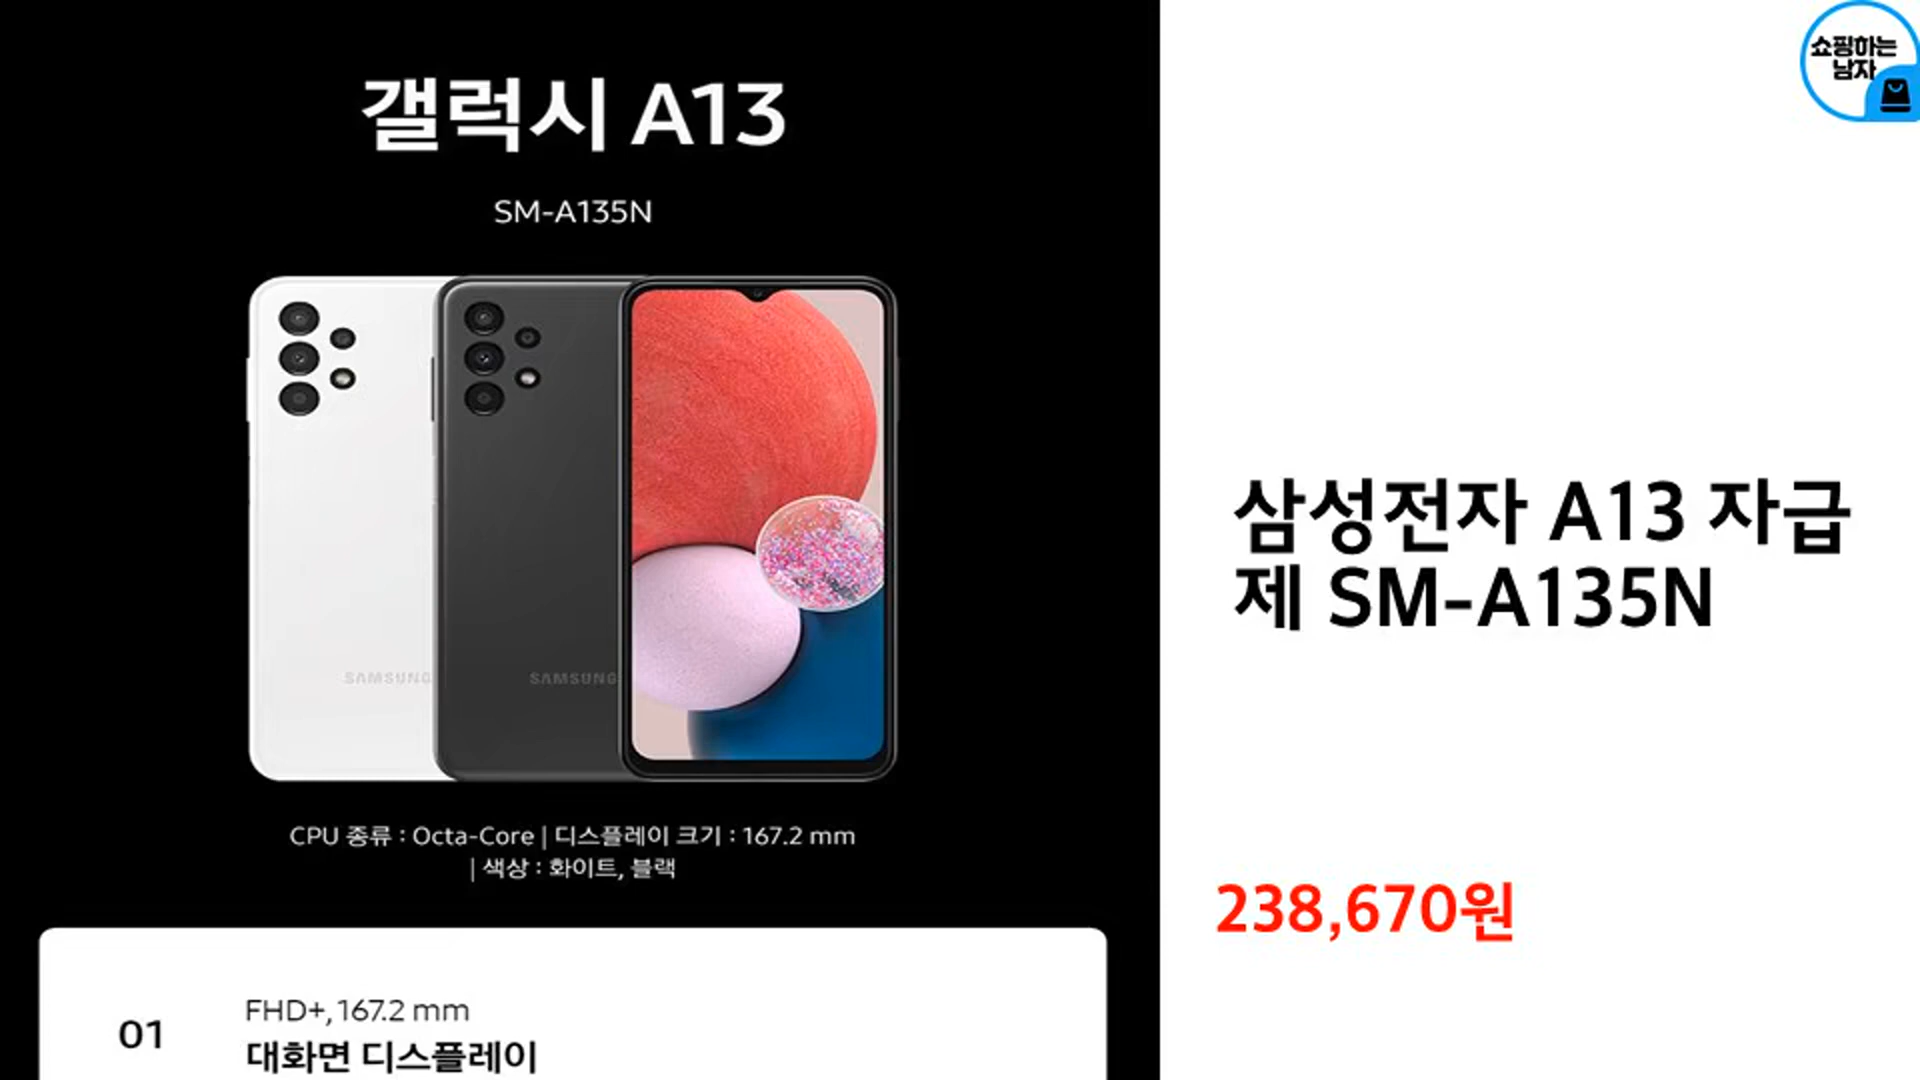 갤럭시 A13
SM-A135N
SAMSUNG
SAMSUNG
CPU 종류 : Octa-Core | 디스플레이 크기 : 167.2 mm
| 색상 : 화이트, 블랙
01
FHD+, 167.2 mm
대화면 디스플레이
쇼핑하는
남자
삼성전자 A13 자급
제 SM-A135N
238,670원